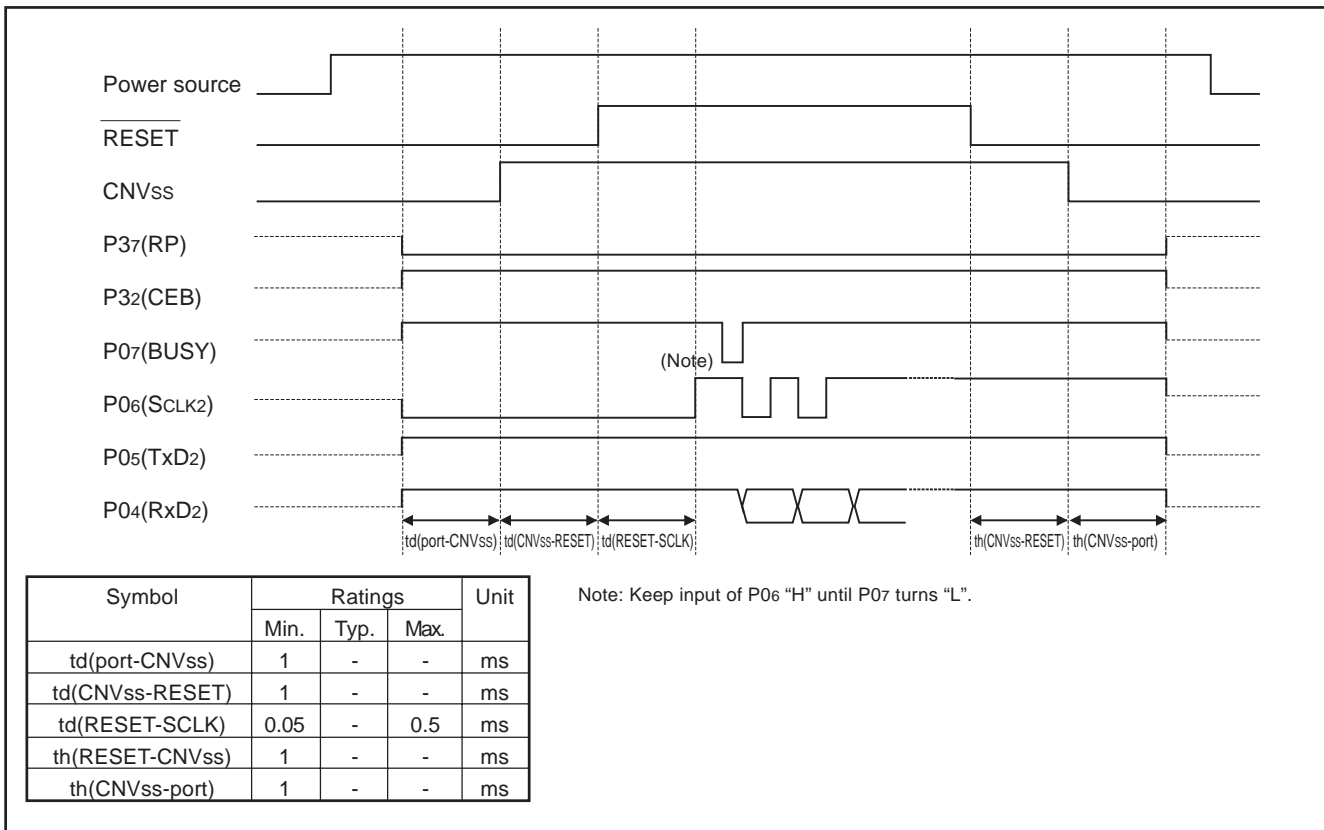 Power source
RESET
CNVSS
P37(RP)
P32(CEB)
P07(BUSY)
(Note)
P06(SCLK2)
P05(TxD2)
P04(RxD2)
td(port-CNVss) td(CNVss-RESET) td(RESET-SCLK) th(CNVss-RESET) th(CNVss-port)
Symbol Ratings Unit
Min. Typ. Max.
td(port-CNVss) 1 - - ms
td(CNVss-RESET) 1 - - ms
td(RESET-SCLK) 0.05 - 0.5 ms
th(RESET-CNVss) 1 - - ms
th(CNVss-port) 1 - - ms
Note: Keep input of P06 “H” until P07 turns “L”.